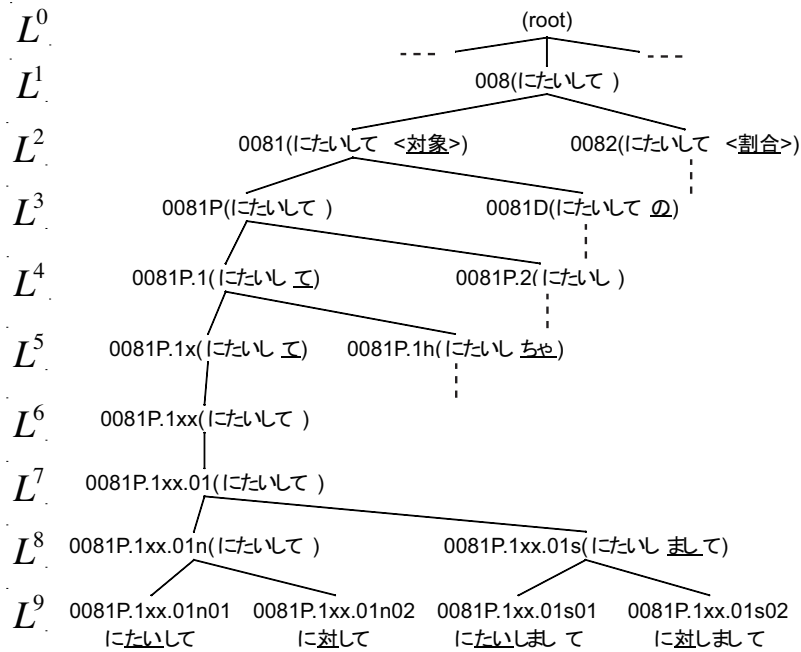 L0 (root)
L1 008(にたいして )
L2 0081(にたいして <対象>) 0082(にたいして <割合>)
L3 0081P(にたいして ) 0081D(にたいして の)
L4 0081P.1(にたいし て) 0081P.2(にたいし )
L5 0081P.1x(にたいし て) 0081P.1h(にたいし ちゃ)
L6 0081P.1xx(にたいして )
L7 0081P.1xx.01(にたいして )
L8 0081P.1xx.01n(にたいして ) 0081P.1xx.01s(にたいし まして)
L9 0081P.1xx.01n01 0081P.1xx.01n02 0081P.1xx.01s01 0081P.1xx.01s02
にたいして に対して にたいしまし て に対しまし て